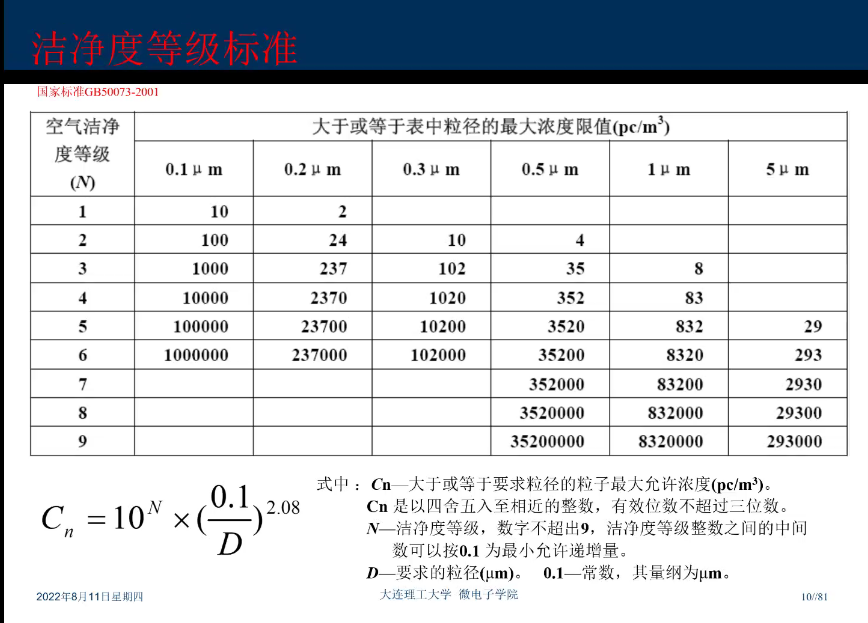 洁净度等级标准
国家标准GB50073-2001
空气洁净度等级(N) 大于或等于表中粒径的最大浓度限值(pc/m³)
0.1μm 0.2μm 0.3μm 0.5μm 1μm 5μm
1 10 2
2 100 24 10 4
3 1000 237 102 35 8
4 10000 2370 1020 352 83
5 100000 23700 10200 3520 832 29
6 1000000 237000 102000 35200 8320 293
7 352000 83200 2930
8 3520000 832000 29300
9 35200000 8320000 293000
Cₙ = 10ᴺ × (0.1/D)²·⁰⁸
式中：Cn—大于或等于要求粒径的粒子最大允许浓度(pc/m³)。
Cn 是以四舍五入至相近的整数，有效位数不超过三位数。
N—洁净度等级，数字不超出9，洁净度等级整数之间的中间
数可以按0.1 为最小允许递增量。
D—要求的粒径(μm)。 0.1—常数，其量纲为μm。
2022年8月11日星期四 大连理工大学 微电子学院 10//81